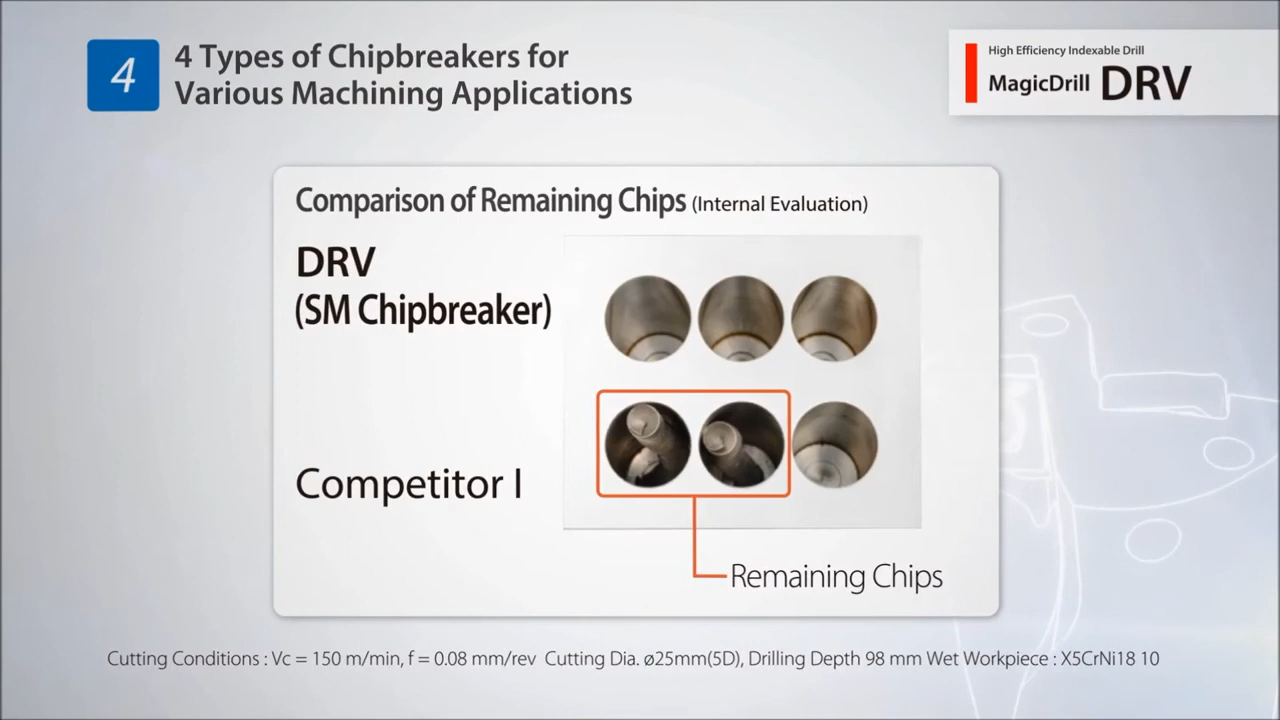 4
4 Types of Chipbreakers for
Various Machining Applications
High Efficiency Indexable Drill
MagicDrill DRV
Comparison of Remaining Chips (Internal Evaluation)
DRV
(SM Chipbreaker)
Competitor I
Remaining Chips
Cutting Conditions : Vc = 150 m/min, f = 0.08 mm/rev Cutting Dia. ø25mm(5D), Drilling Depth 98 mm Wet Workpiece : X5CrNi18 10